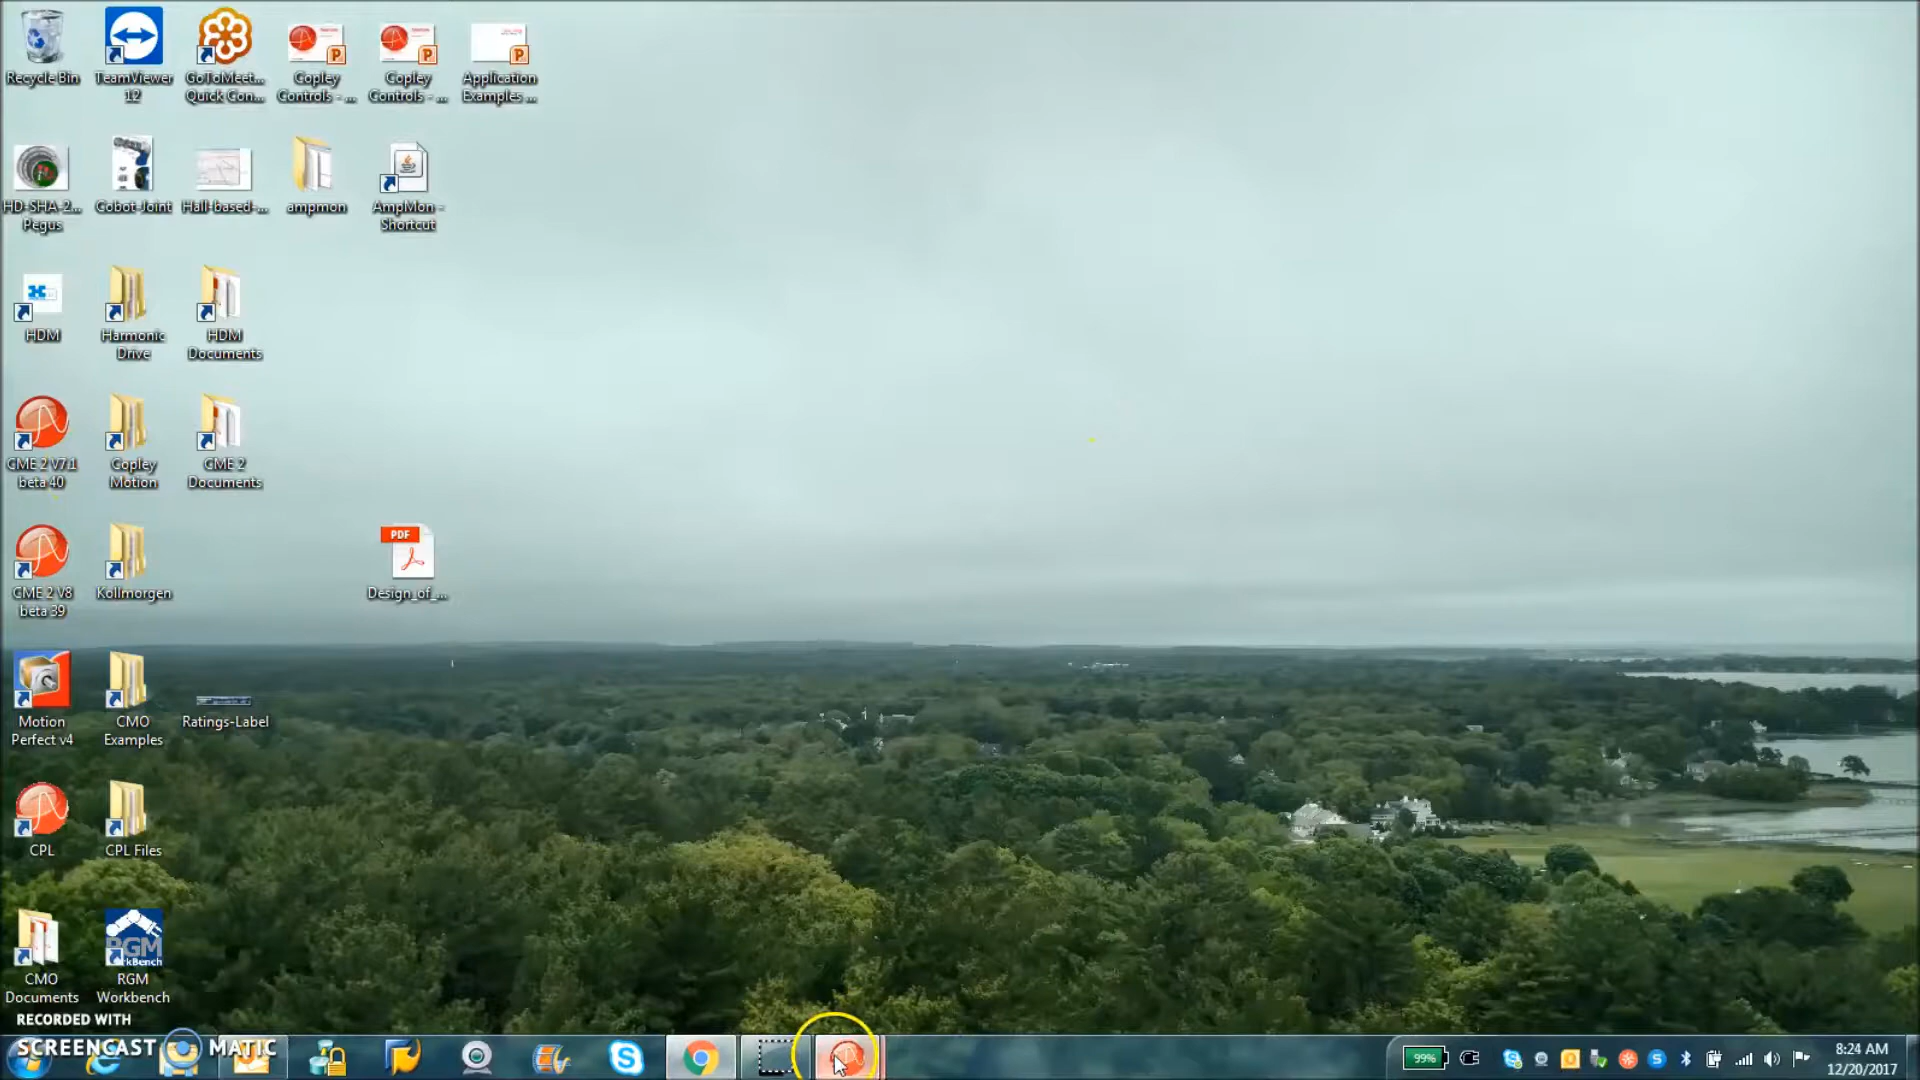 Recycle Bin
TeamViewer
12
GoToMeet...
Quick Con...
Copley
Controls - ...
Copley
Controls - ...
Application
Examples ...
HD-SHA-2...
Pegus
Cobot-Joint
Hall-based-...
ampmon
AmpMon -
Shortcut
HDM
Harmonic
Drive
HDM
Documents
CME 2 V7.1
beta 40
Copley
Motion
CME 2
Documents
CME 2 V8
beta 39
Kollmorgen
PDF
Design_of_...
Motion
Perfect v4
CMO
Examples
Ratings-Label
CPL
CPL Files
CMO
Documents
RGM
Workbench
RECORDED WITH
SCREENCAST MATIC
99%
8:24 AM
12/20/2017